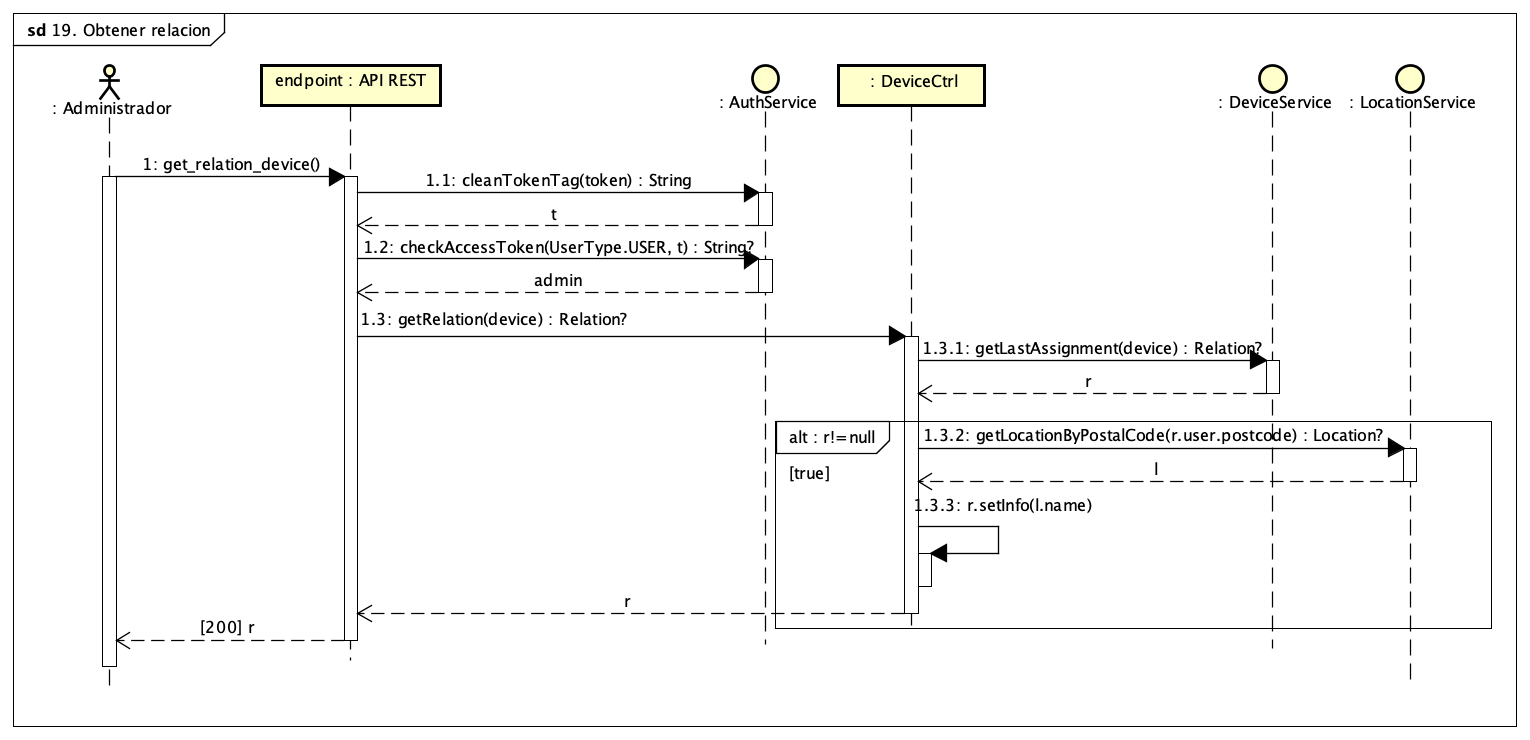 sd 19. Obtener relacion
: Administrador
endpoint : API REST
: AuthService
: DeviceCtrl
: DeviceService
: LocationService
1: get_relation_device()
1.1: cleanTokenTag(token) : String
t
1.2: checkAccessToken(UserType.USER, t) : String?
admin
1.3: getRelation(device) : Relation?
1.3.1: getLastAssignment(device) : Relation?
r
alt : r!=null
[true]
1.3.2: getLocationByPostalCode(r.user.postcode) : Location?
l
1.3.3: r.setInfo(l.name)
r
[200] r